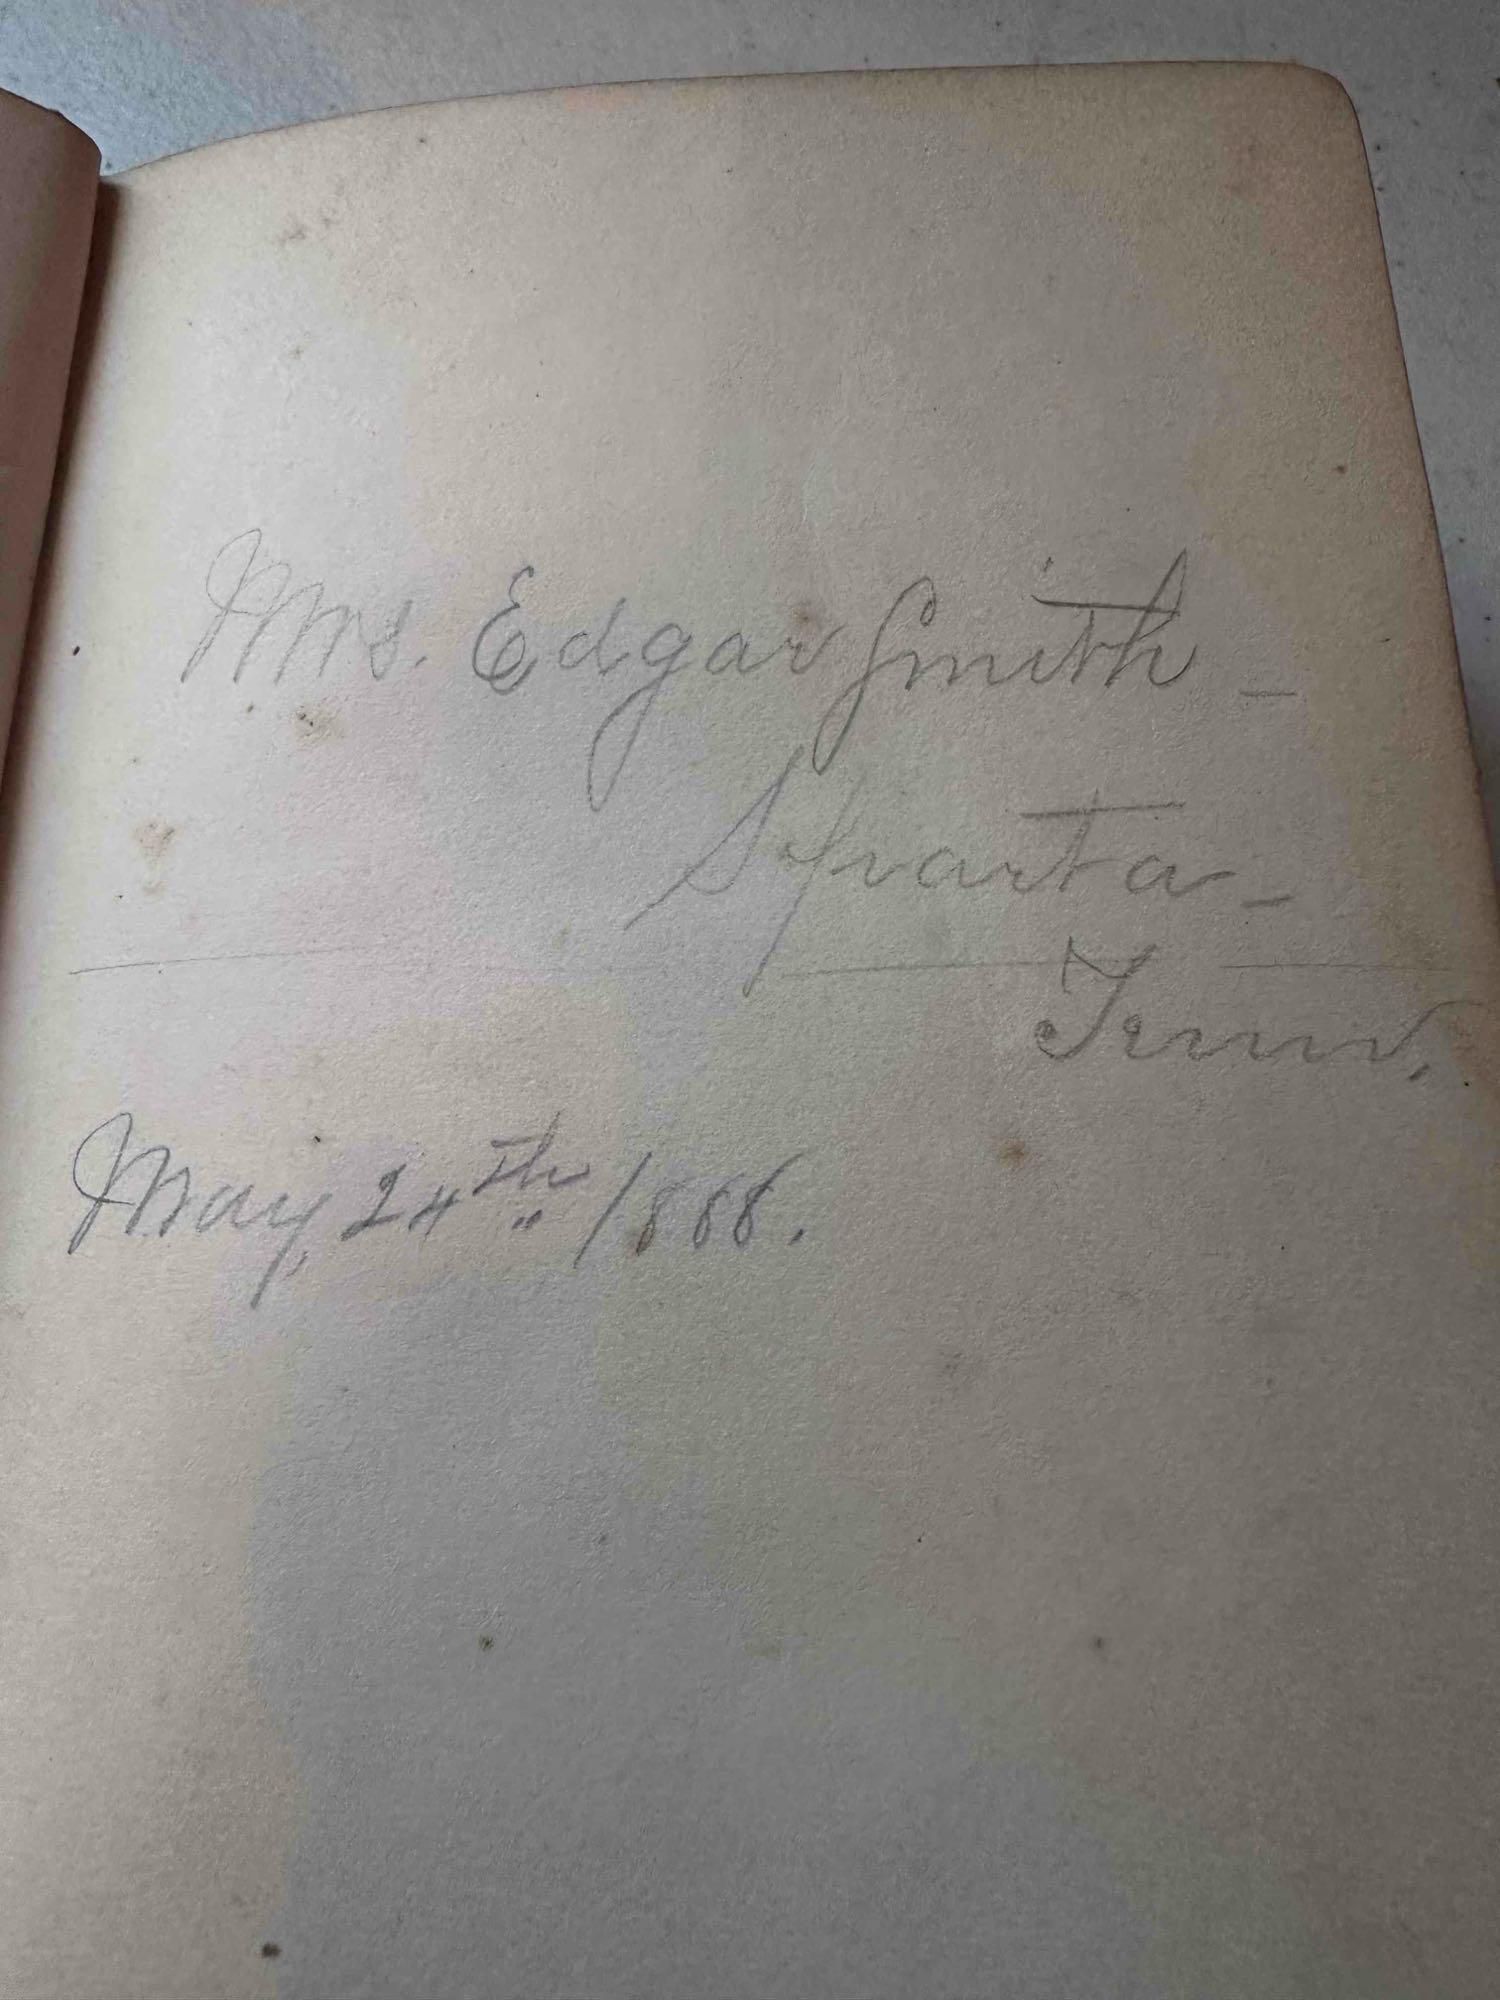 Mrs. Edgar Smith -
Sparta -
Tenn.
May, 24th 1888.